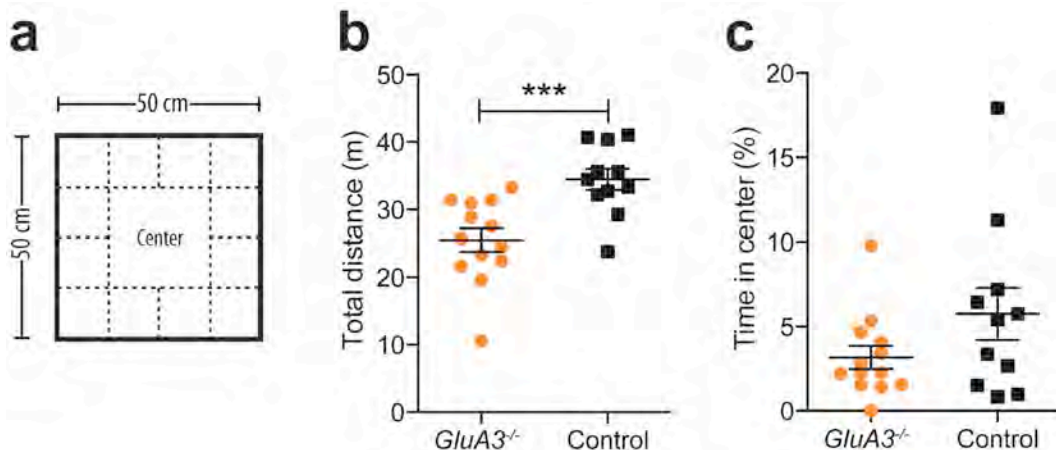 a
50 cm
50 cm
Center
b
Total distance (m)
50
40
30
20
10
0
***
GluA3-/-
Control
c
Time in center (%)
20
15
10
5
0
GluA3-/-
Control